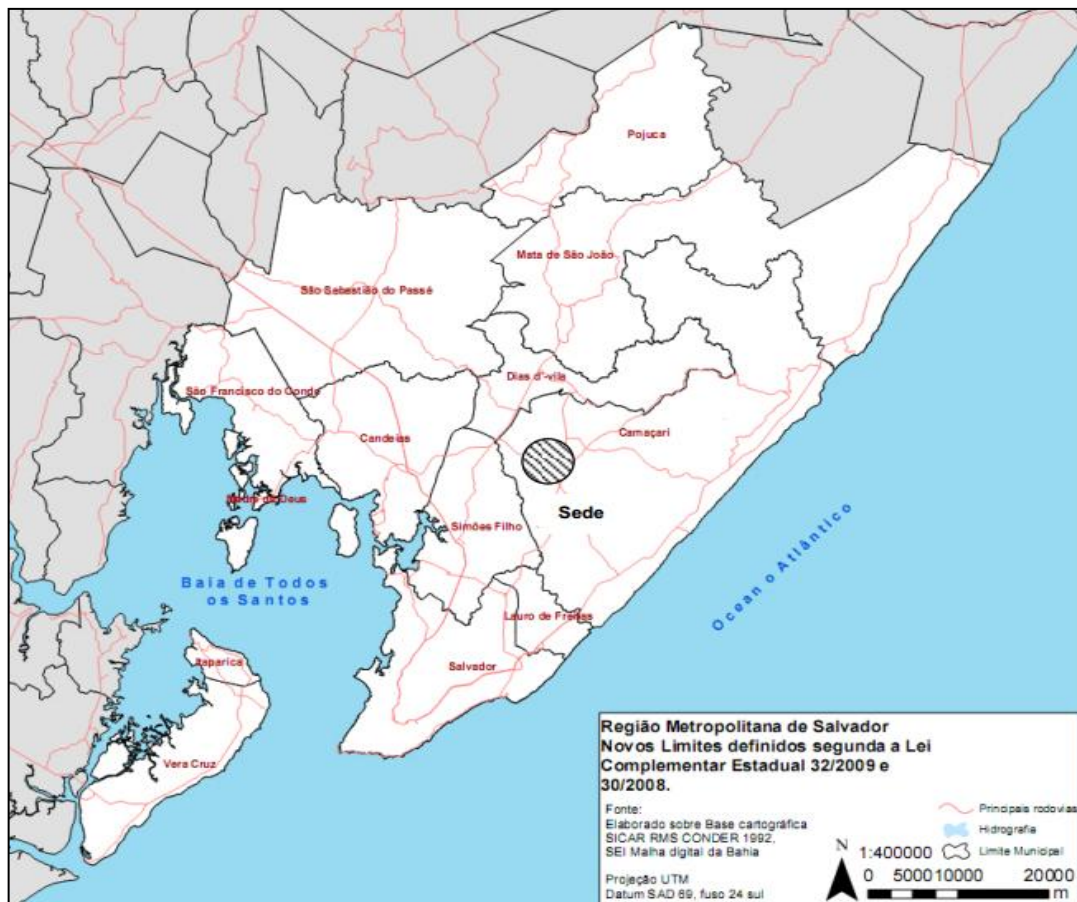 Pojuca
Mata de São João
São Sebastião do Passé
Dias d'-vila
São Francisco do Conde
Candeias
Camaçari
Madre de Deus
Sede
Simões Filho
Baia de Todos
os Santos
Ocean o Atlântico
Lauro de Freitas
Itaparica
Salvador
Vera Cruz
Região Metropolitana de Salvador
Novos Limites definidos segunda a Lei
Complementar Estadual 32/2009 e
30/2008.
Fonte:
Elaborado sobre Base cartográfica
SICAR RMS CONDER 1992,
SEI Malha digital da Bahia
Projeção UTM
Datum SAD 69, fuso 24 sul
Principais rodovias
Hidrografia
Limite Municipal
N
1:400000
0 5000 10000 20000
m